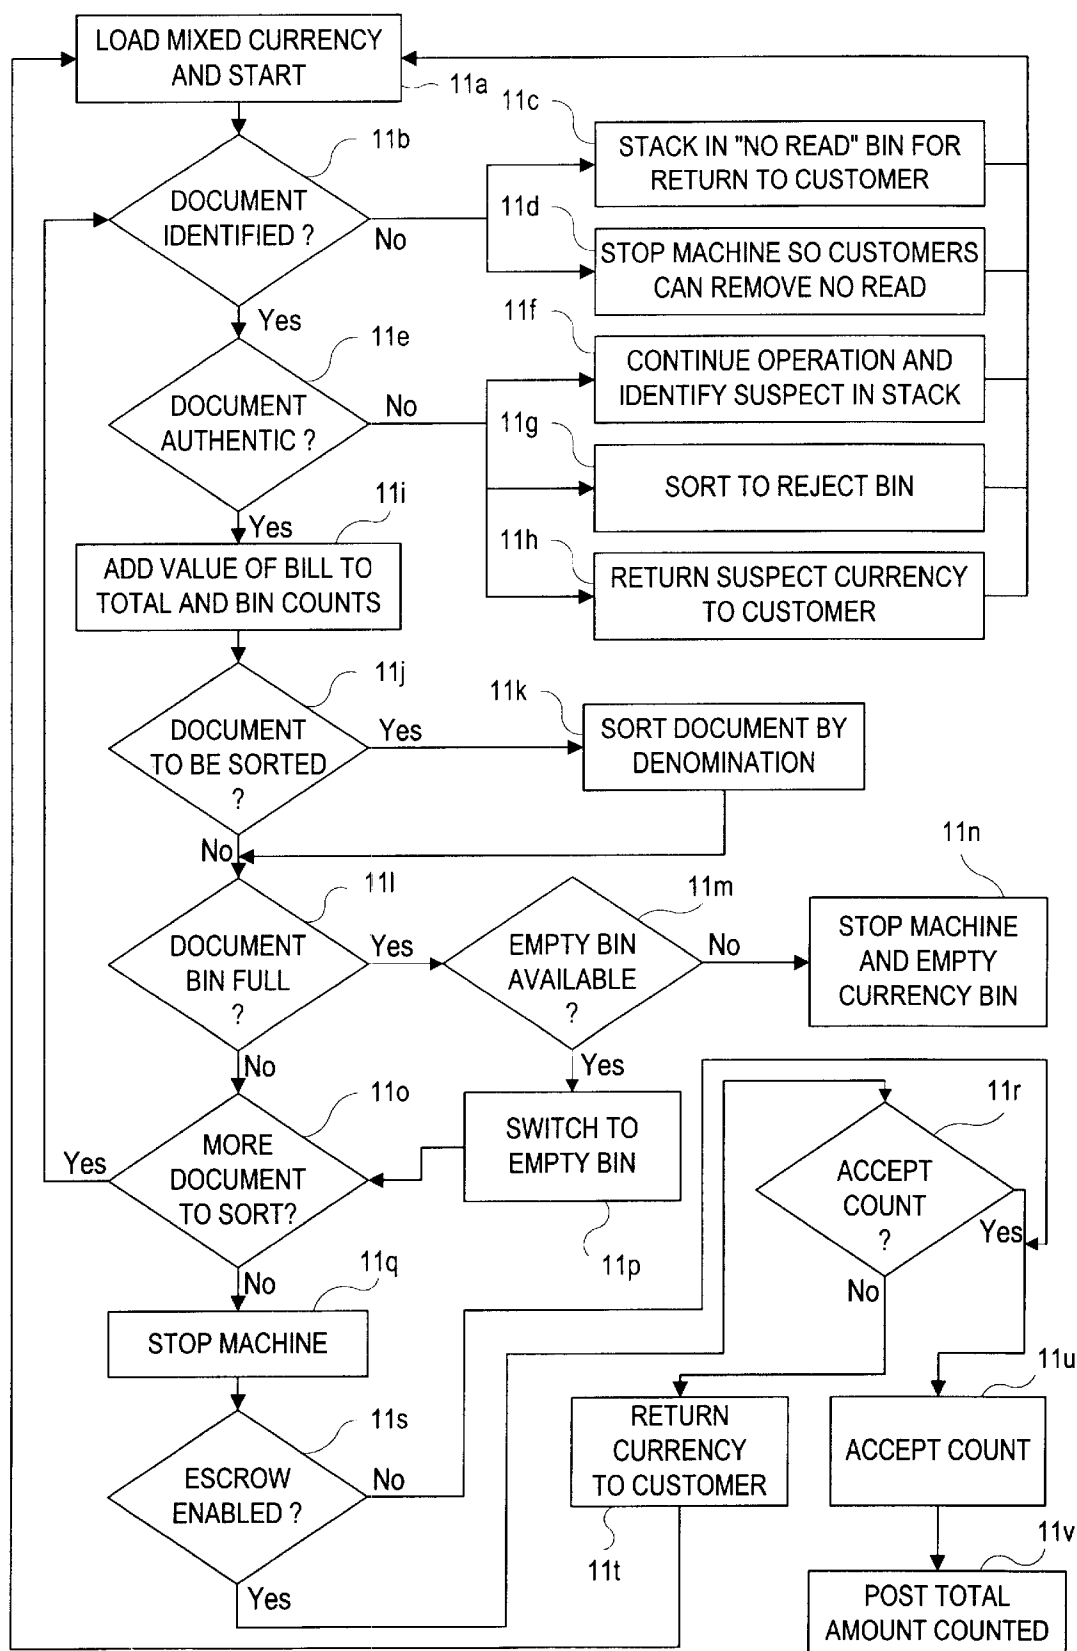 LOAD MIXED CURRENCY
AND START
11a
11b
DOCUMENT
IDENTIFIED ?
No
Yes
11c
STACK IN "NO READ" BIN FOR
RETURN TO CUSTOMER
11d
STOP MACHINE SO CUSTOMERS
CAN REMOVE NO READ
11e
DOCUMENT
AUTHENTIC ?
No
Yes
11f
CONTINUE OPERATION AND
IDENTIFY SUSPECT IN STACK
11g
SORT TO REJECT BIN
11h
RETURN SUSPECT CURRENCY
TO CUSTOMER
11i
ADD VALUE OF BILL TO
TOTAL AND BIN COUNTS
11j
DOCUMENT
TO BE SORTED
?
Yes
No
11k
SORT DOCUMENT BY
DENOMINATION
11l
DOCUMENT
BIN FULL
?
Yes
No
11m
EMPTY BIN
AVAILABLE
?
No
Yes
11n
STOP MACHINE
AND EMPTY
CURRENCY BIN
11o
MORE
DOCUMENT
TO SORT?
Yes
No
SWITCH TO
EMPTY BIN
11p
11r
ACCEPT
COUNT
?
Yes
No
11q
STOP MACHINE
11s
ESCROW
ENABLED ?
No
Yes
RETURN
CURRENCY
TO CUSTOMER
11t
11u
ACCEPT COUNT
11v
POST TOTAL
AMOUNT COUNTED